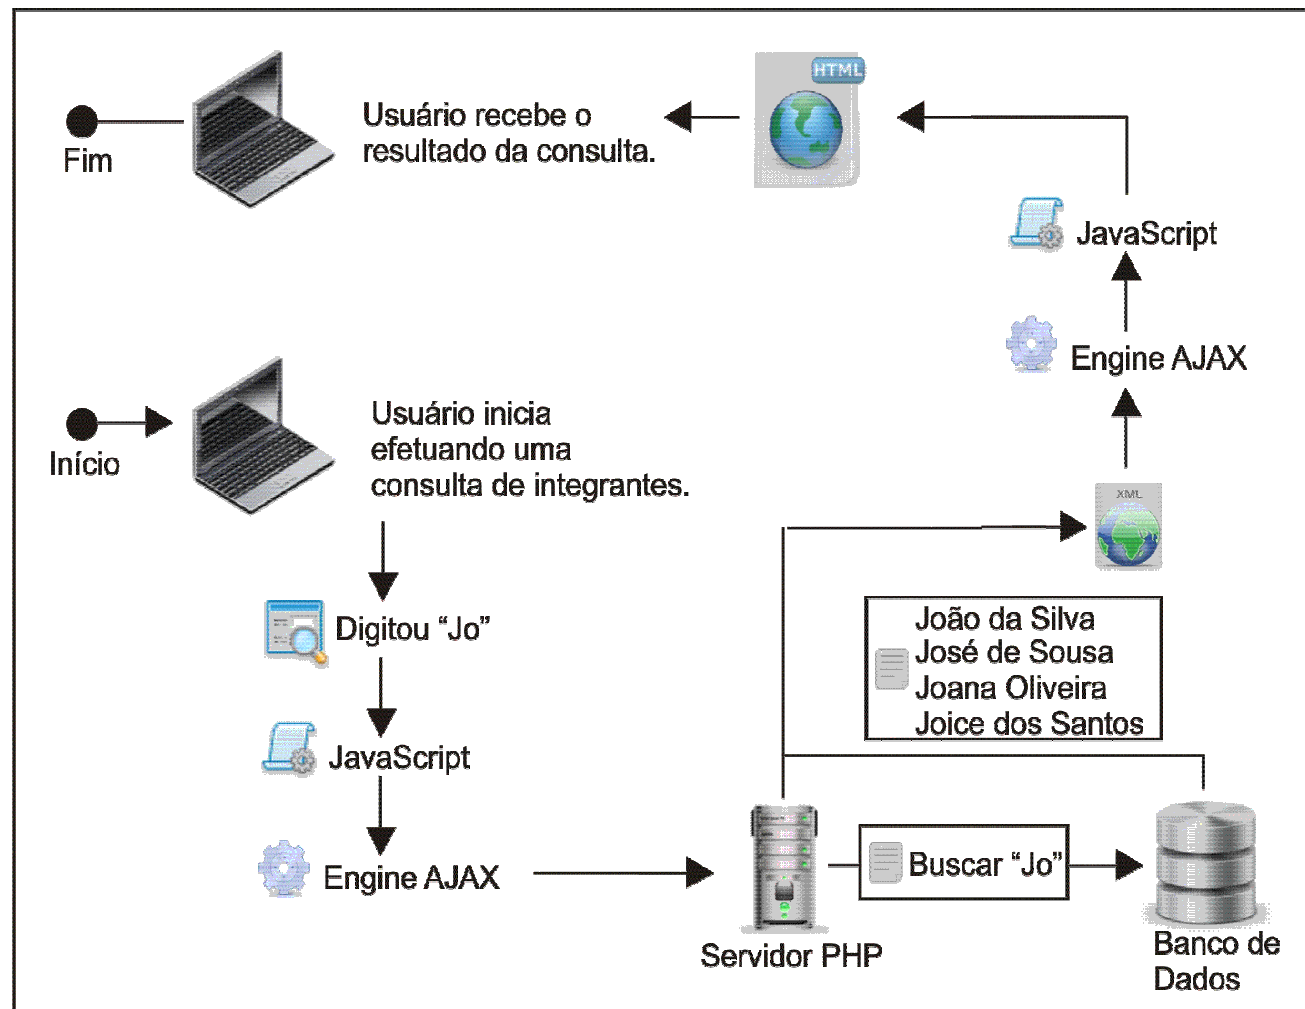 HTML
Usuário recebe o
resultado da consulta.
Fim
JavaScript
Engine AJAX
Usuário inicia
efetuando uma
consulta de integrantes.
Início
XML
Digitou “Jo”
João da Silva
José de Sousa
Joana Oliveira
Joice dos Santos
JavaScript
Engine AJAX
Buscar “Jo”
Servidor PHP
Banco de
Dados